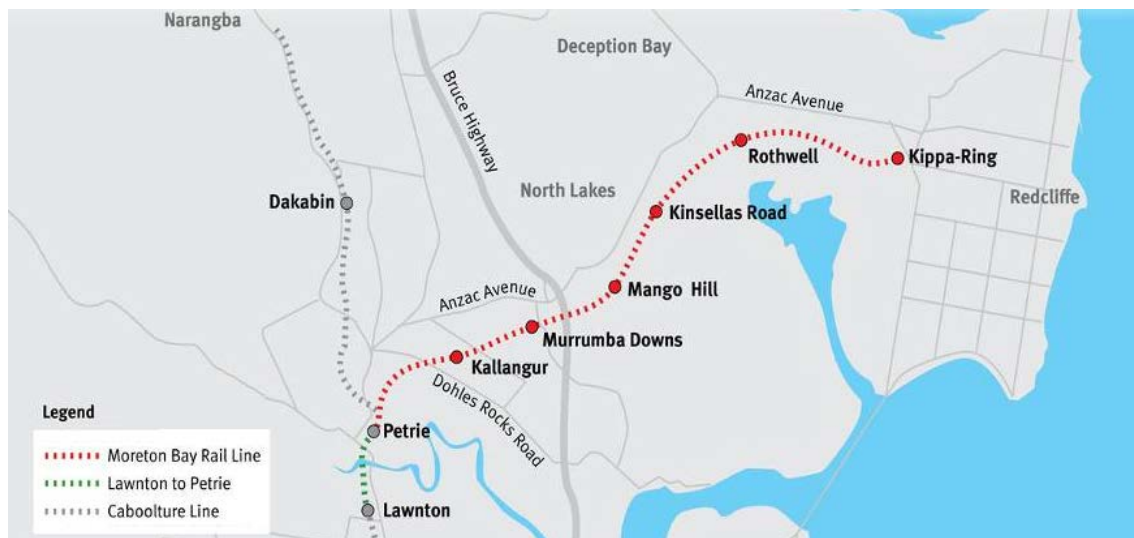 Narangba
Deception Bay
Bruce Highway
Anzac Avenue
Rothwell
Kippa-Ring
North Lakes
Redcliffe
Dakabin
Kinsellas Road
Mango Hill
Anzac Avenue
Murrumba Downs
Kallangur
Dohles Rocks Road
Petrie
Lawnton
Legend
Moreton Bay Rail Line
Lawnton to Petrie
Caboolture Line